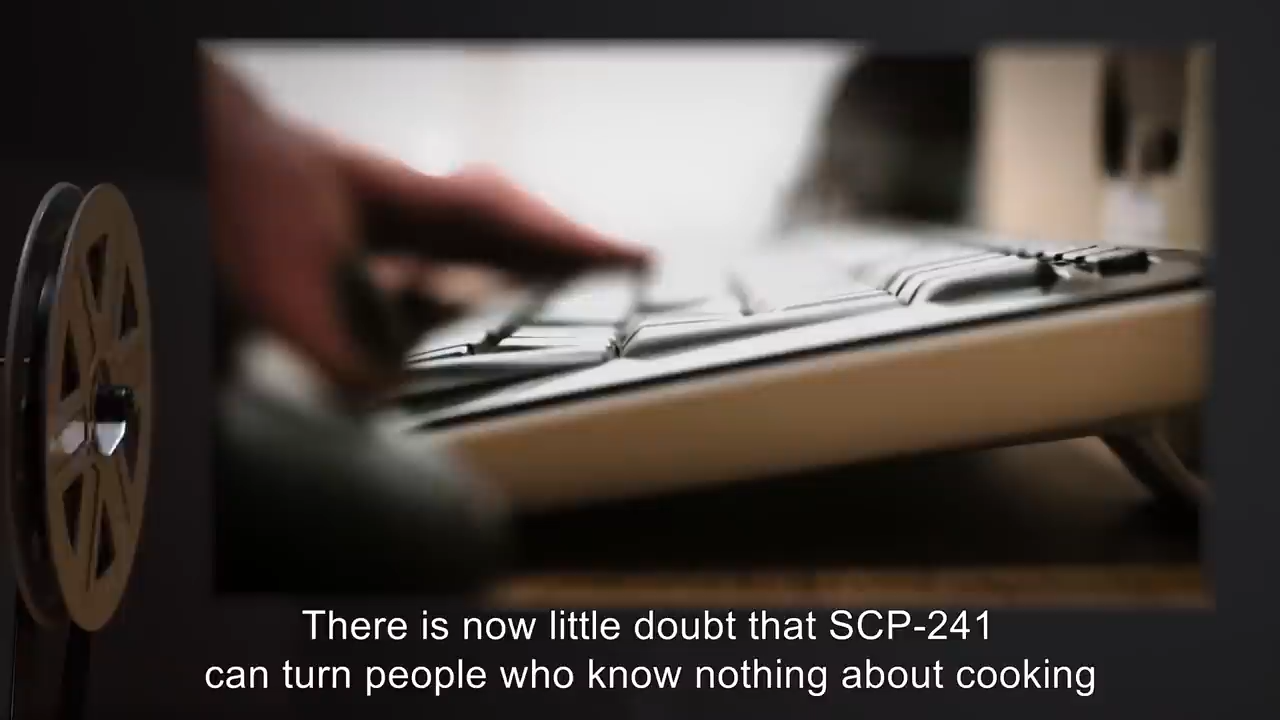 There is now little doubt that SCP-241
can turn people who know nothing about cooking